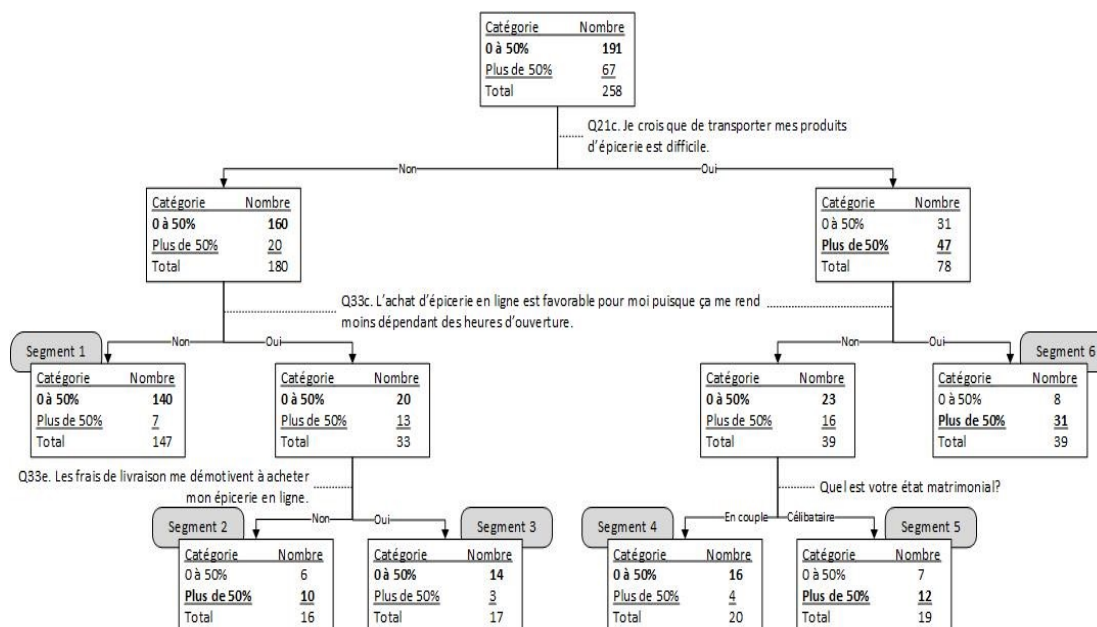 Catégorie Nombre
0 à 50% 191
Plus de 50% 67
Total 258
Q21c. Je crois que de transporter mes produits
d'épicerie est difficile.
Non
Oui
Catégorie Nombre
0 à 50% 160
Plus de 50% 20
Total 180
Catégorie Nombre
0 à 50% 31
Plus de 50% 47
Total 78
Q33c. L'achat d'épicerie en ligne est favorable pour moi puisque ça me rend
moins dépendant des heures d'ouverture.
Non
Oui
Non
Oui
Segment 1
Catégorie Nombre
0 à 50% 140
Plus de 50% 7
Total 147
Catégorie Nombre
0 à 50% 20
Plus de 50% 13
Total 33
Catégorie Nombre
0 à 50% 23
Plus de 50% 16
Total 39
Segment 6
Catégorie Nombre
0 à 50% 8
Plus de 50% 31
Total 39
Q33e. Les frais de livraison me démotivent à acheter
mon épicerie en ligne.
Quel est votre état matrimonial?
Non
Oui
En couple
Célibataire
Segment 2
Catégorie Nombre
0 à 50% 6
Plus de 50% 10
Total 16
Segment 3
Catégorie Nombre
0 à 50% 14
Plus de 50% 3
Total 17
Segment 4
Catégorie Nombre
0 à 50% 16
Plus de 50% 4
Total 20
Segment 5
Catégorie Nombre
0 à 50% 7
Plus de 50% 12
Total 19